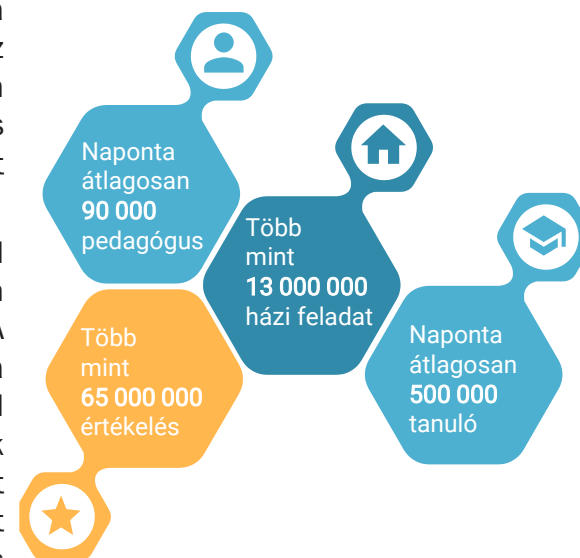 Naponta
átlagosan
90 000
pedagógus
Több
mint
13 000 000
házi feladat
Több
mint
65 000 000
értékelés
Naponta
átlagosan
500 000
tanuló